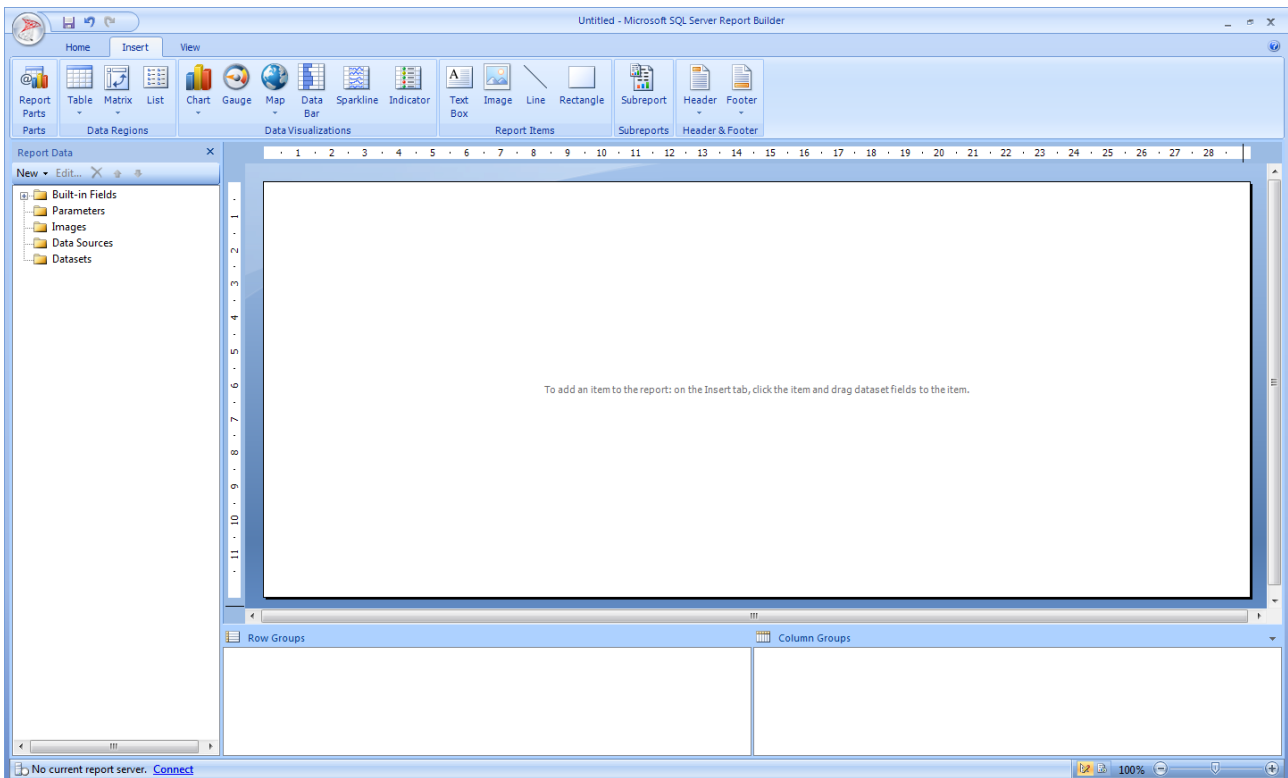 Untitled - Microsoft SQL Server Report Builder
Home Insert View
Report Parts
Table Matrix List
Chart Gauge Map Data Bar Sparkline Indicator
Text Box Image Line Rectangle
Subreport
Header Footer
Parts Data Regions Data Visualizations Report Items Subreports Header & Footer
Report Data
New Edit...
Built-in Fields
Parameters
Images
Data Sources
Datasets
1 2 3 4 5 6 7 8 9 10 11 12 13 14 15 16 17 18 19 20 21 22 23 24 25 26 27 28
1
2
3
4
5
6
7
8
9
10
11
To add an item to the report: on the Insert tab, click the item and drag dataset fields to the item.
Row Groups Column Groups
No current report server. Connect 100%